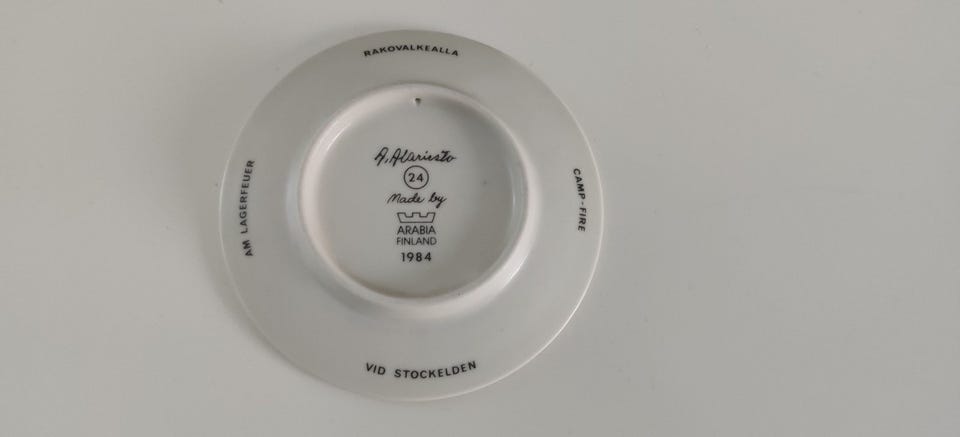 RAKOVALKEALLA
A. Alariesto
24
Made by
ARABIA
FINLAND
1984
AM LAGERFEUER
CAMP-FIRE
VID STOCKELDEN